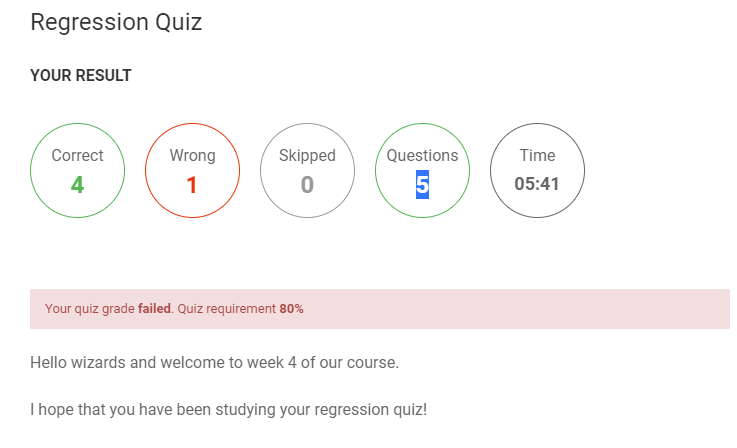 Regression Quiz
YOUR RESULT
Correct Wrong Skipped Questions Time
4 1 0 5 05:41
Your quiz grade failed. Quiz requirement 80%
Hello wizards and welcome to week 4 of our course.
I hope that you have been studying your regression quiz!